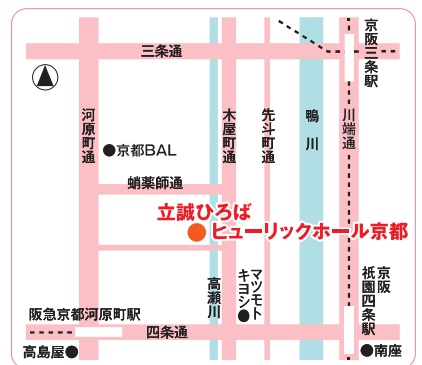 三条通
京阪三条駅
河原町通
木屋町通
先斗町通
鴨川
川端通
京都BAL
蛸薬師通
立誠ひろば
ヒューリックホール京都
高瀬川
マツモト
キヨシ
京阪
祇園四条駅
阪急京都河原町駅
四条通
高島屋
南座